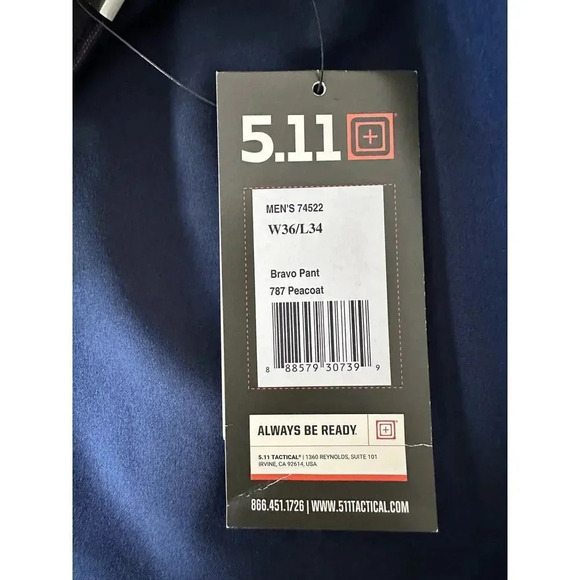 5.11
MEN'S 74522
W36/L34
Bravo Pant
787 Peacoat
8 88579 30739 9
ALWAYS BE READY.
5.11 TACTICAL® | 1360 REYNOLDS, SUITE 101
IRVINE, CA 92614, USA
866.451.1726 | WWW.511TACTICAL.COM